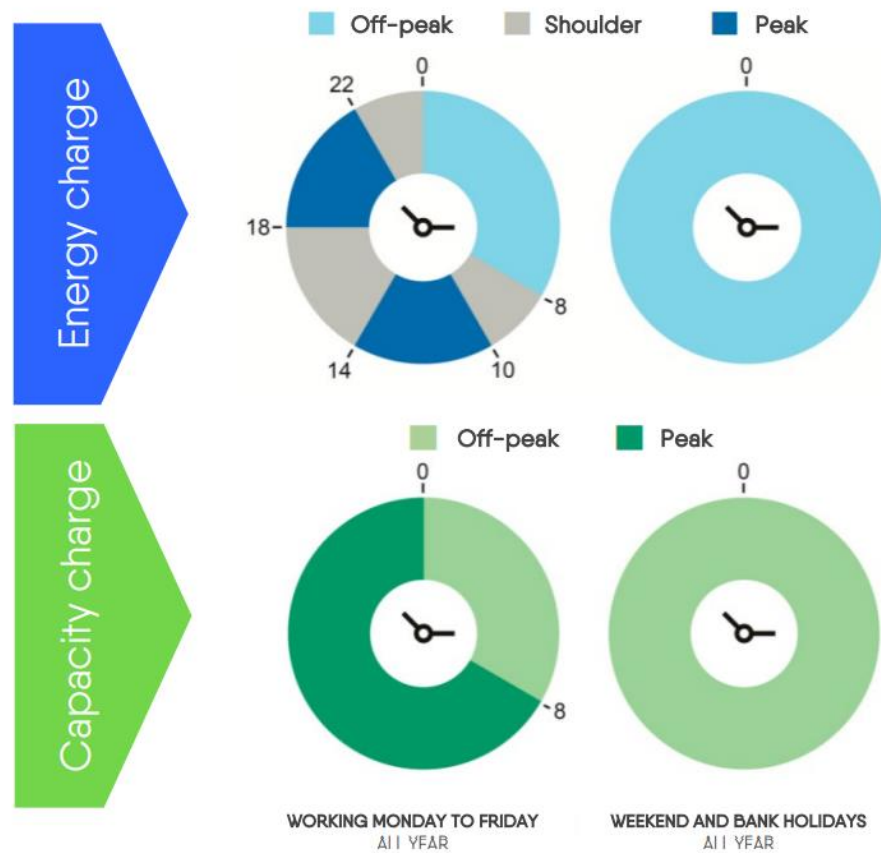 Energy charge
Off-peak Shoulder Peak
0 0
22
18
8
14 10
Capacity charge
Off-peak Peak
0 0
8
WORKING MONDAY TO FRIDAY
ALL YEAR
WEEKEND AND BANK HOLIDAYS
ALL YEAR